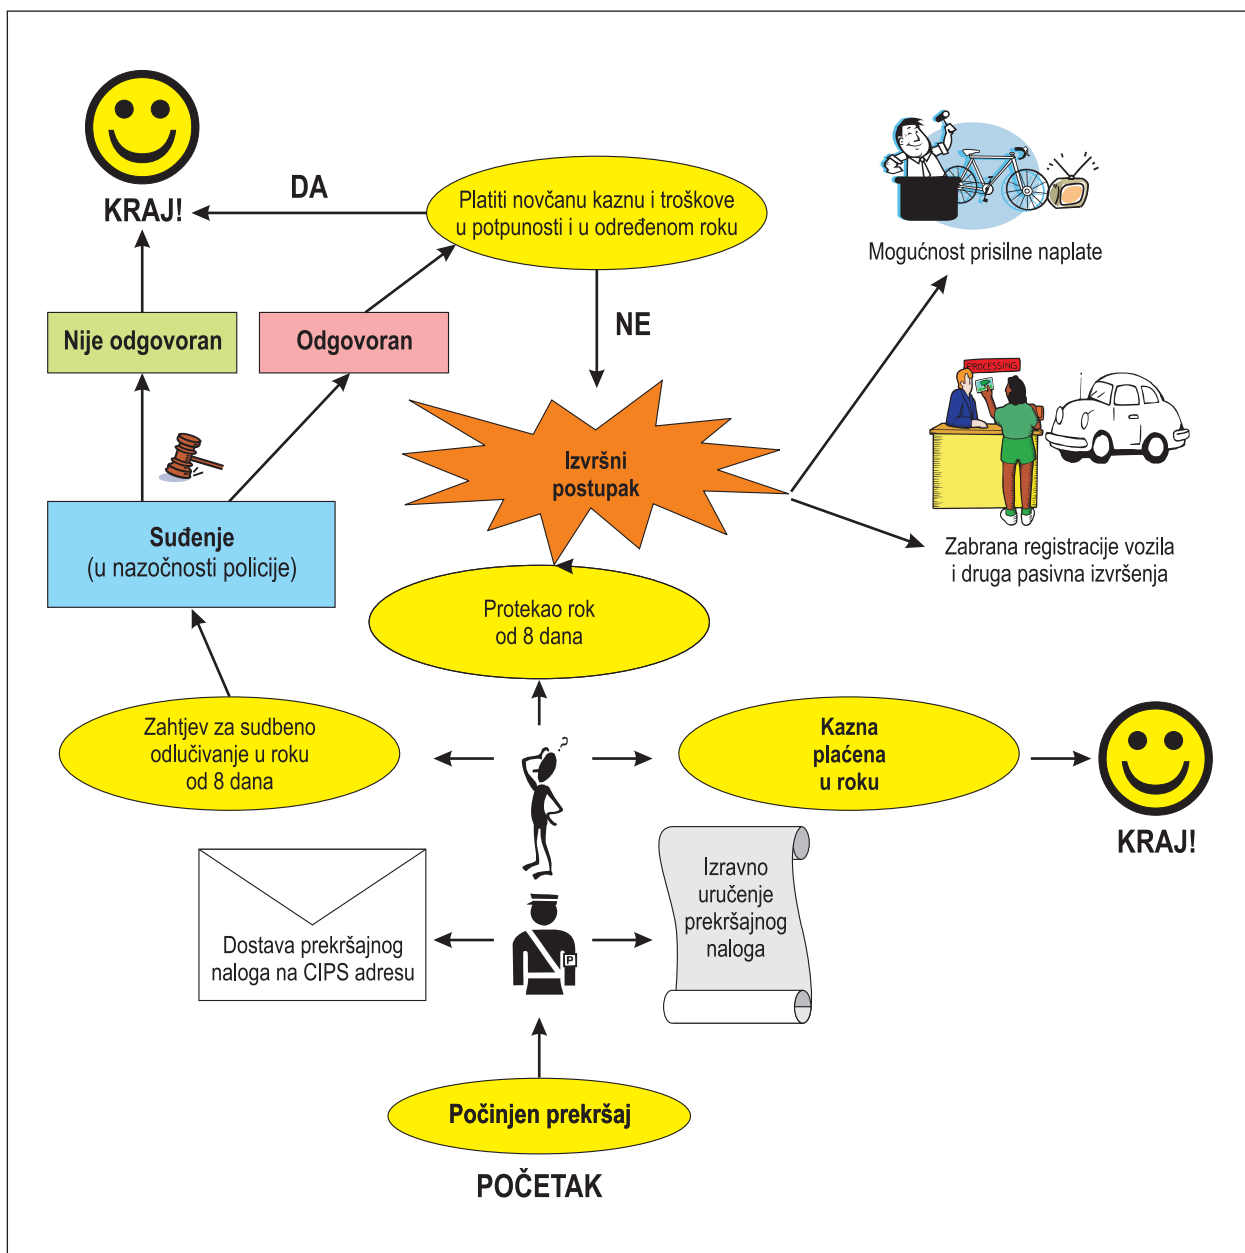 KRAJ!
DA
Platiti novčanu kaznu i troškove
u potpunosti i u određenom roku
Mogućnost prisilne naplate
Nije odgovoran
Odgovoran
NE
PROCESSING
Izvršni
postupak
Suđenje
(u nazočnosti policije)
Zabrana registracije vozila
i druga pasivna izvršenja
Protekao rok
od 8 dana
Zahtjev za sudbeno
odlučivanje u roku
od 8 dana
?
Kazna
plaćena
u roku
KRAJ!
Dostava prekršajnog
naloga na CIPS adresu
P
Izravno
uručenje
prekršajnog
naloga
Počinjen prekršaj
POČETAK